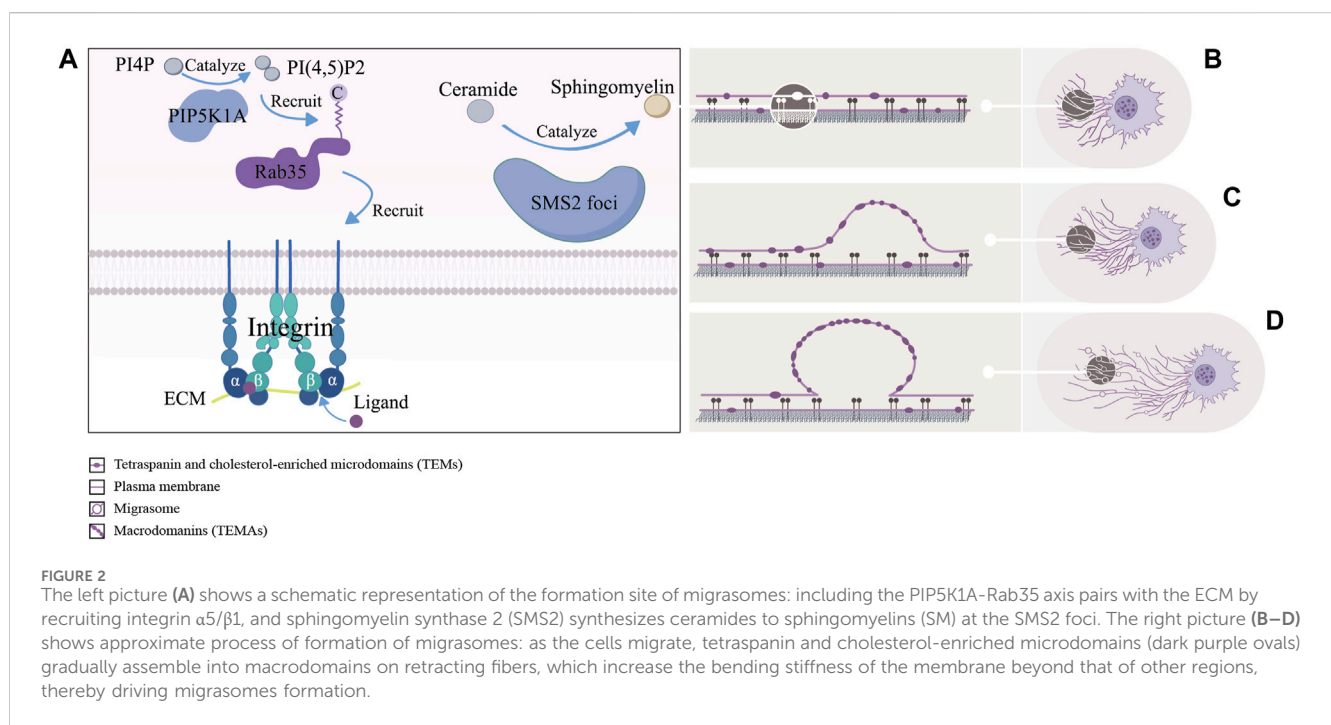 A
PI4P
Catalyze
PI(4,5)P2
PIP5K1A
Recruit
C
Rab35
Recruit
Ceramide
Sphingomyelin
Catalyze
SMS2 foci
Integrin
α
β
β
α
ECM
Ligand
B
C
D
Tetraspanin and cholesterol-enriched microdomains (TEMs)
Plasma membrane
Migrasome
Macrodomanins (TEMAs)
FIGURE 2
The left picture (A) shows a schematic representation of the formation site of migrasomes: including the PIP5K1A-Rab35 axis pairs with the ECM by
recruiting integrin α5/β1, and sphingomyelin synthase 2 (SMS2) synthesizes ceramides to sphingomyelins (SM) at the SMS2 foci. The right picture (B–D)
shows approximate process of formation of migrasomes: as the cells migrate, tetraspanin and cholesterol-enriched microdomains (dark purple ovals)
gradually assemble into macrodomains on retracting fibers, which increase the bending stiffness of the membrane beyond that of other regions,
thereby driving migrasomes formation.